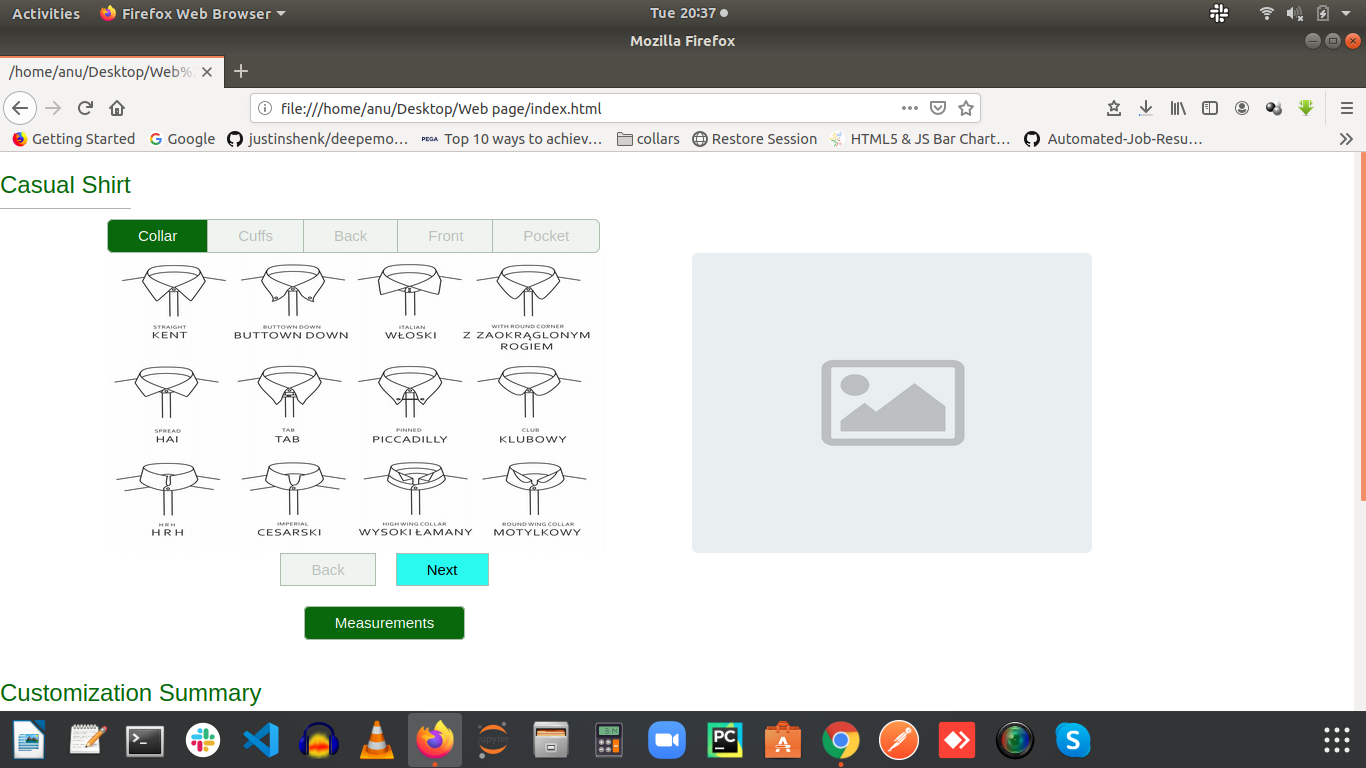 Activities
Firefox Web Browser
Tue 20:37
Mozilla Firefox
/home/anu/Desktop/Web%
file:///home/anu/Desktop/Web page/index.html
Getting Started
Google
justinshenk/deepemo…
PEGA Top 10 ways to achiev…
collars
Restore Session
HTML5 & JS Bar Chart…
Automated-Job-Resu…
Casual Shirt
Collar
Cuffs
Back
Front
Pocket
STRAIGHT
KENT
BUTTOWN DOWN
BUTTOWN DOWN
ITALIAN
WŁOSKI
WITH ROUND CORNER
Z ZAOKRĄGLONYM
ROGIEM
SPREAD
HAI
TAB
TAB
PINNED
PICCADILLY
CLUB
KLUBOWY
H R H
H R H
IMPERIAL
CESARSKI
HIGH WING COLLAR
WYSOKI ŁAMANY
ROUND WING COLLAR
MOTYLKOWY
Back
Next
Measurements
Customization Summary
PC
jupyter